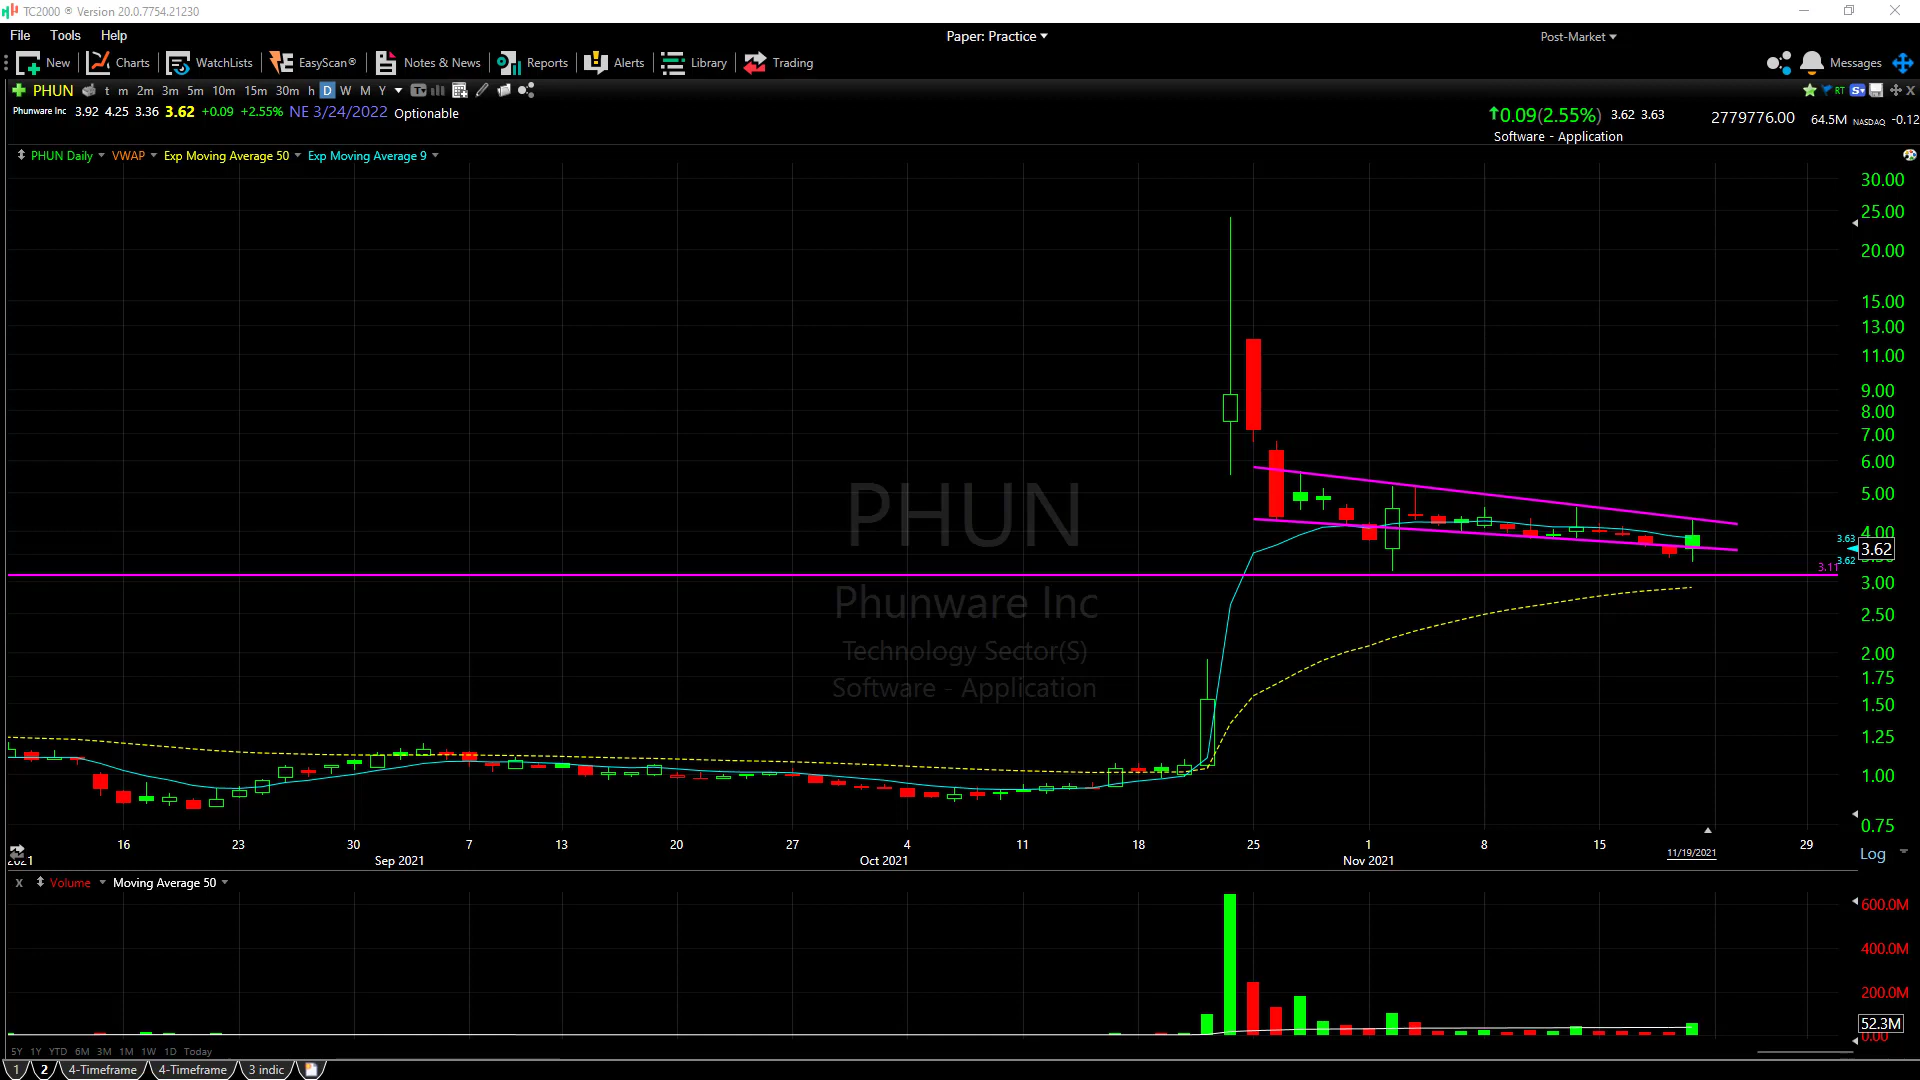 TC2000 ® Version 20.0.7754.21230
File Tools Help
Paper: Practice
Post-Market
New Charts WatchLists EasyScan® Notes & News Reports Alerts Library Trading
Messages
PHUN t m 2m 3m 5m 10m 15m 30m h D W M Y
RT
Phunware Inc 3.92 4.25 3.36 3.62 +0.09 +2.55% NE 3/24/2022 Optionable
0.09(2.55%) 3.62 3.63
2779776.00 64.5M NASDAQ -0.12
Software - Application
PHUN Daily VWAP Exp Moving Average 50 Exp Moving Average 9
30.00
25.00
20.00
15.00
13.00
11.00
9.00
8.00
7.00
6.00
5.00
4.00
3.63
3.62
3.62
3.11
3.00
2.50
2.00
1.75
1.50
1.25
1.00
0.75
PHUN
Phunware Inc
Technology Sector(S)
Software - Application
16 23 30 7 13 20 27 4 11 18 25 1 8 15 29
2021 Sep 2021 Oct 2021 Nov 2021 11/19/2021
Log
x Volume Moving Average 50
600.0M
400.0M
200.0M
52.3M
0.00
5Y 1Y YTD 6M 3M 1M 1W 1D Today
1 2 4-Timeframe 4-Timeframe 3 indic